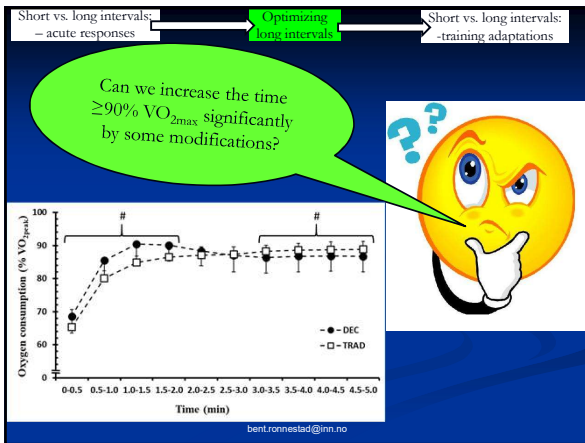 Short vs. long intervals:
– acute responses
Optimizing
long intervals
Short vs. long intervals:
-training adaptations
Can we increase the time
≥90% VO2max significantly
by some modifications?
? ?
Oxygen consumption (% VO2peak)
100
90
80
70
60
0
# #
DEC
TRAD
0-0.5 0.5-1.0 1.0-1.5 1.5-2.0 2.0-2.5 2.5-3.0 3.0-3.5 3.5-4.0 4.0-4.5 4.5-5.0
Time (min)
bent.ronnestad@inn.no